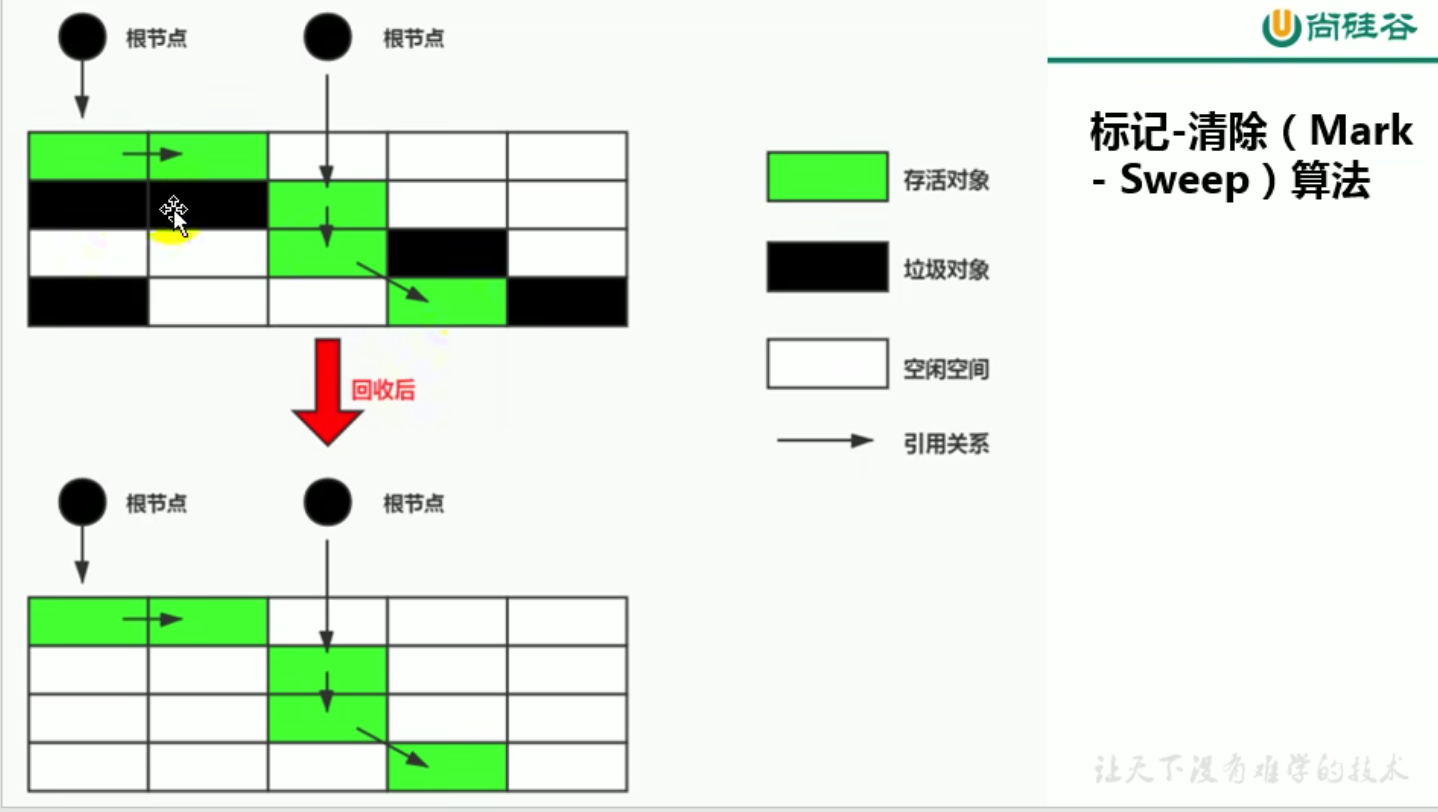 根节点
根节点
尚硅谷
标记-清除（Mark
- Sweep）算法
存活对象
垃圾对象
空闲空间
引用关系
回收后
根节点
根节点
让天下没有难学的技术